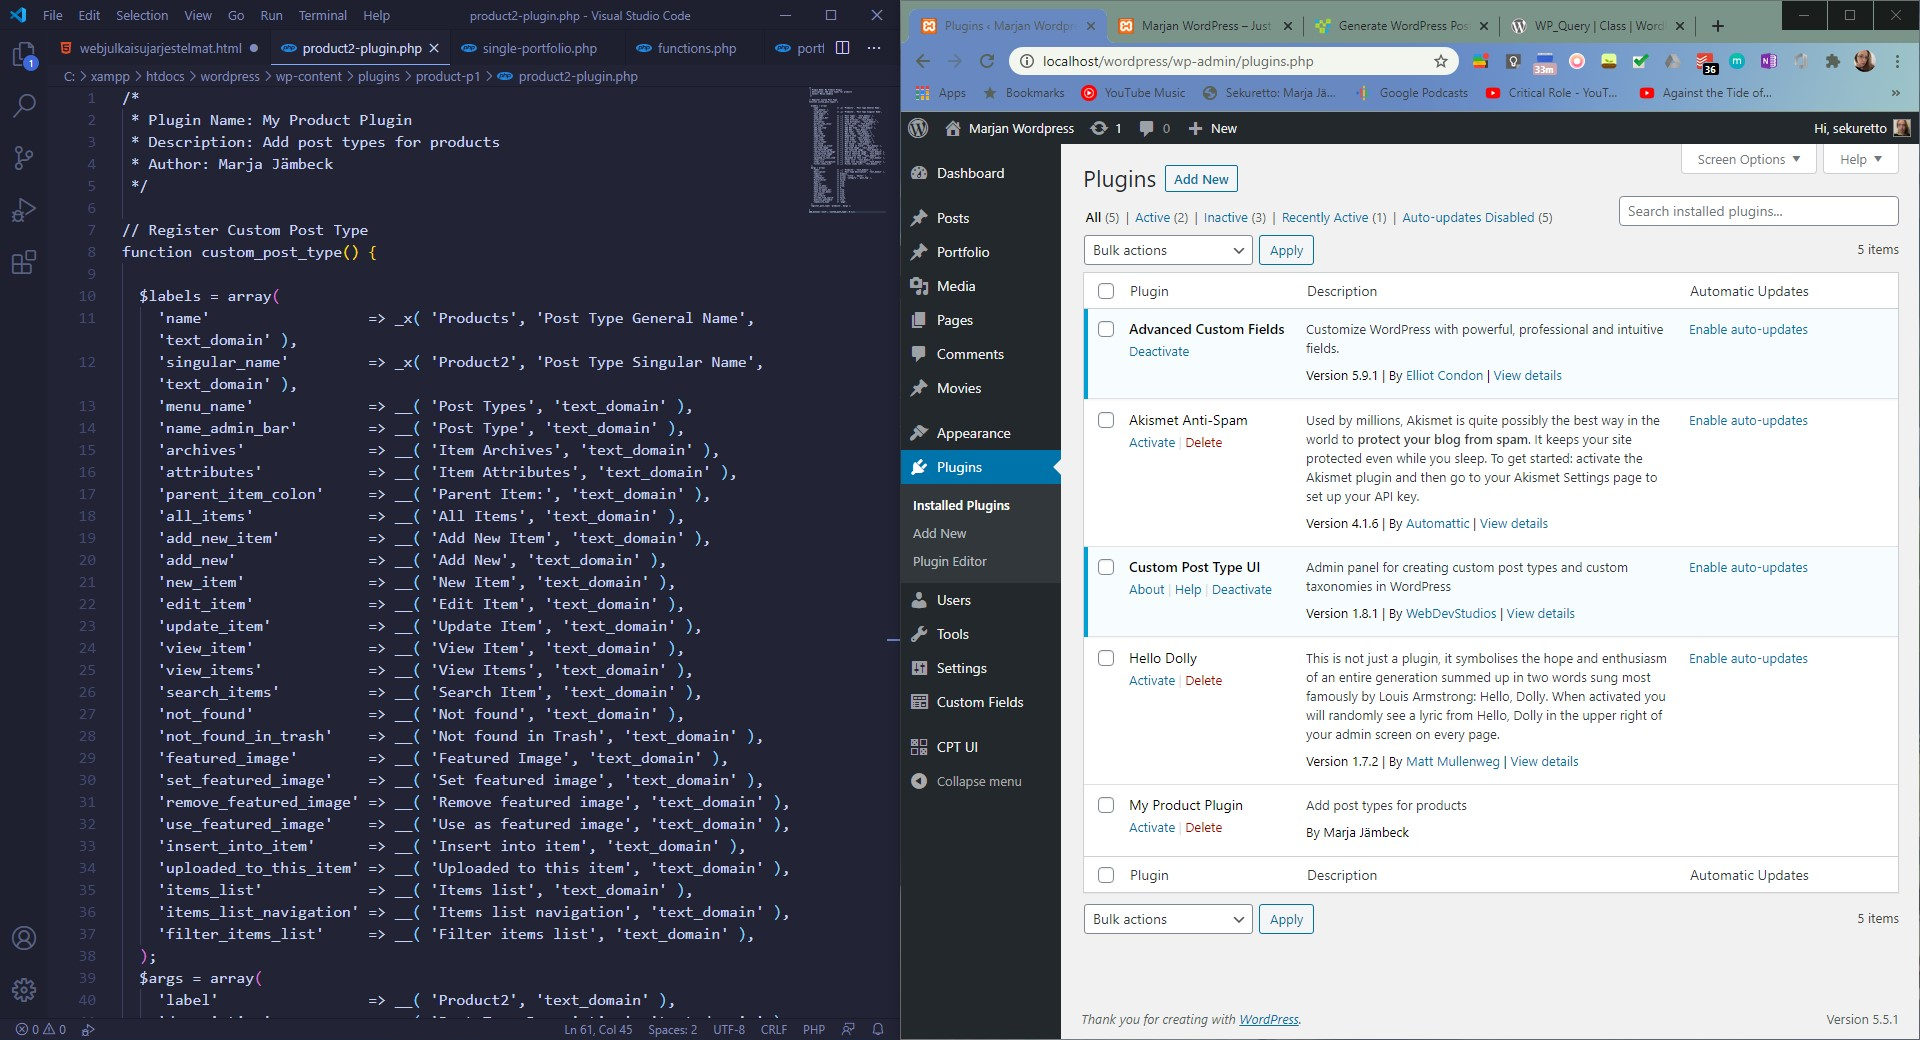 File Edit Selection View Go Run Terminal Help product2-plugin.php - Visual Studio Code
webjulkaisujarjestelmat.html product2-plugin.php single-portfolio.php functions.php portf
C: > xampp > htdocs > wordpress > wp-content > plugins > product-p1 > product2-plugin.php
1 /*
2 * Plugin Name: My Product Plugin
3 * Description: Add post types for products
4 * Author: Marja Jämbeck
5 */
6
7 // Register Custom Post Type
8 function custom_post_type() {
9
10 $labels = array(
11 'name' => _x( 'Products', 'Post Type General Name',
'text_domain' ),
12 'singular_name' => _x( 'Product2', 'Post Type Singular Name',
'text_domain' ),
13 'menu_name' => __( 'Post Types', 'text_domain' ),
14 'name_admin_bar' => __( 'Post Type', 'text_domain' ),
15 'archives' => __( 'Item Archives', 'text_domain' ),
16 'attributes' => __( 'Item Attributes', 'text_domain' ),
17 'parent_item_colon' => __( 'Parent Item:', 'text_domain' ),
18 'all_items' => __( 'All Items', 'text_domain' ),
19 'add_new_item' => __( 'Add New Item', 'text_domain' ),
20 'add_new' => __( 'Add New', 'text_domain' ),
21 'new_item' => __( 'New Item', 'text_domain' ),
22 'edit_item' => __( 'Edit Item', 'text_domain' ),
23 'update_item' => __( 'Update Item', 'text_domain' ),
24 'view_item' => __( 'View Item', 'text_domain' ),
25 'view_items' => __( 'View Items', 'text_domain' ),
26 'search_items' => __( 'Search Item', 'text_domain' ),
27 'not_found' => __( 'Not found', 'text_domain' ),
28 'not_found_in_trash' => __( 'Not found in Trash', 'text_domain' ),
29 'featured_image' => __( 'Featured Image', 'text_domain' ),
30 'set_featured_image' => __( 'Set featured image', 'text_domain' ),
31 'remove_featured_image' => __( 'Remove featured image', 'text_domain' ),
32 'use_featured_image' => __( 'Use as featured image', 'text_domain' ),
33 'insert_into_item' => __( 'Insert into item', 'text_domain' ),
34 'uploaded_to_this_item' => __( 'Uploaded to this item', 'text_domain' ),
35 'items_list' => __( 'Items list', 'text_domain' ),
36 'items_list_navigation' => __( 'Items list navigation', 'text_domain' ),
37 'filter_items_list' => __( 'Filter items list', 'text_domain' ),
38 );
39 $args = array(
40 'label' => __( 'Product2', 'text_domain' ),
1
0 0 Ln 61, Col 45 Spaces: 2 UTF-8 CRLF PHP
Plugins ‹ Marjan Wordpr Marjan WordPress – Just Generate WordPress Pos WP_Query | Class | Word
localhost/wordpress/wp-admin/plugins.php
33m 36
Apps Bookmarks YouTube Music Sekuretto: Marja Jä... Google Podcasts Critical Role - YouT... Against the Tide of... »
Marjan Wordpress 1 0 New Hi, sekuretto
Dashboard
Posts
Portfolio
Media
Pages
Comments
Movies
Appearance
Plugins
Installed Plugins
Add New
Plugin Editor
Users
Tools
Settings
Custom Fields
CPT UI
Collapse menu
Screen Options Help
Plugins Add New
All (5) | Active (2) | Inactive (3) | Recently Active (1) | Auto-updates Disabled (5)
Search installed plugins...
Bulk actions Apply 5 items
Plugin Description Automatic Updates
Advanced Custom Fields
Deactivate
Customize WordPress with powerful, professional and intuitive
fields.
Version 5.9.1 | By Elliot Condon | View details
Enable auto-updates
Akismet Anti-Spam
Activate | Delete
Used by millions, Akismet is quite possibly the best way in the
world to protect your blog from spam. It keeps your site
protected even while you sleep. To get started: activate the
Akismet plugin and then go to your Akismet Settings page to
set up your API key.
Version 4.1.6 | By Automattic | View details
Enable auto-updates
Custom Post Type UI
About | Help | Deactivate
Admin panel for creating custom post types and custom
taxonomies in WordPress
Version 1.8.1 | By WebDevStudios | View details
Enable auto-updates
Hello Dolly
Activate | Delete
This is not just a plugin, it symbolises the hope and enthusiasm
of an entire generation summed up in two words sung most
famously by Louis Armstrong: Hello, Dolly. When activated you
will randomly see a lyric from Hello, Dolly in the upper right of
your admin screen on every page.
Version 1.7.2 | By Matt Mullenweg | View details
Enable auto-updates
My Product Plugin
Activate | Delete
Add post types for products
By Marja Jämbeck
Plugin Description Automatic Updates
Bulk actions Apply 5 items
Thank you for creating with WordPress. Version 5.5.1